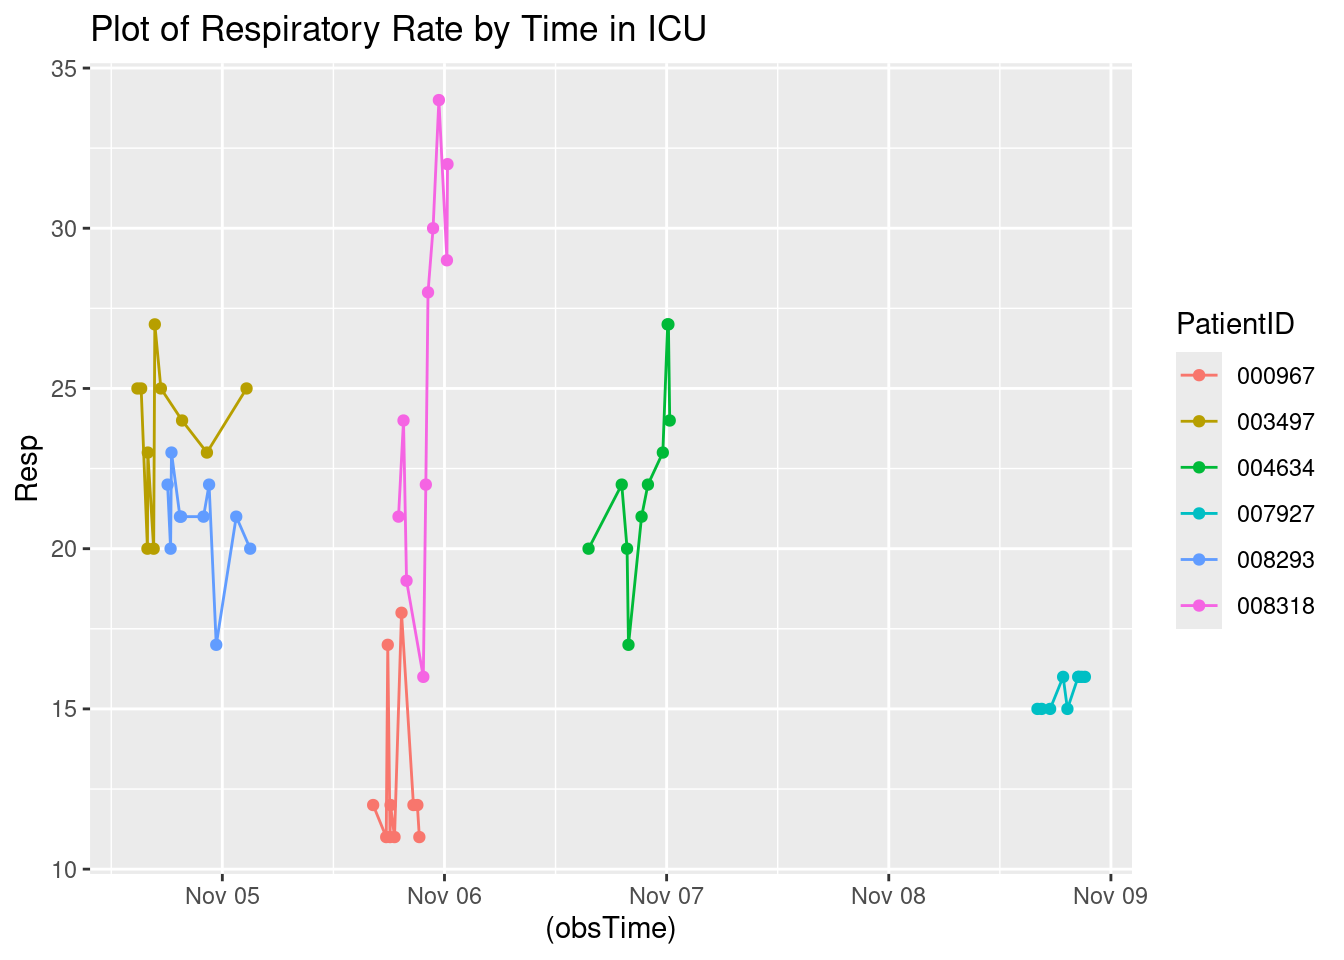 Plot of Respiratory Rate by Time in ICU
35
30
25
20
15
10
Resp
Nov 05
Nov 06
Nov 07
Nov 08
Nov 09
(obsTime)
PatientID
000967
003497
004634
007927
008293
008318